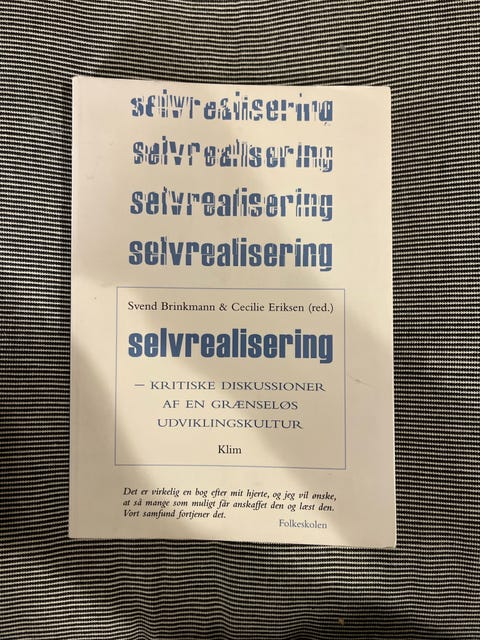 selvrealisering
selvrealisering
selvrealisering
selvrealisering
Svend Brinkmann & Cecilie Eriksen (red.)
selvrealisering
– KRITISKE DISKUSSIONER
AF EN GRÆNSELØS
UDVIKLINGSKULTUR
Klim
Det er virkelig en bog efter mit hjerte, og jeg vil ønske,
at så mange som muligt får anskaffet den og læst den.
Vort samfund fortjener det.
Folkeskolen